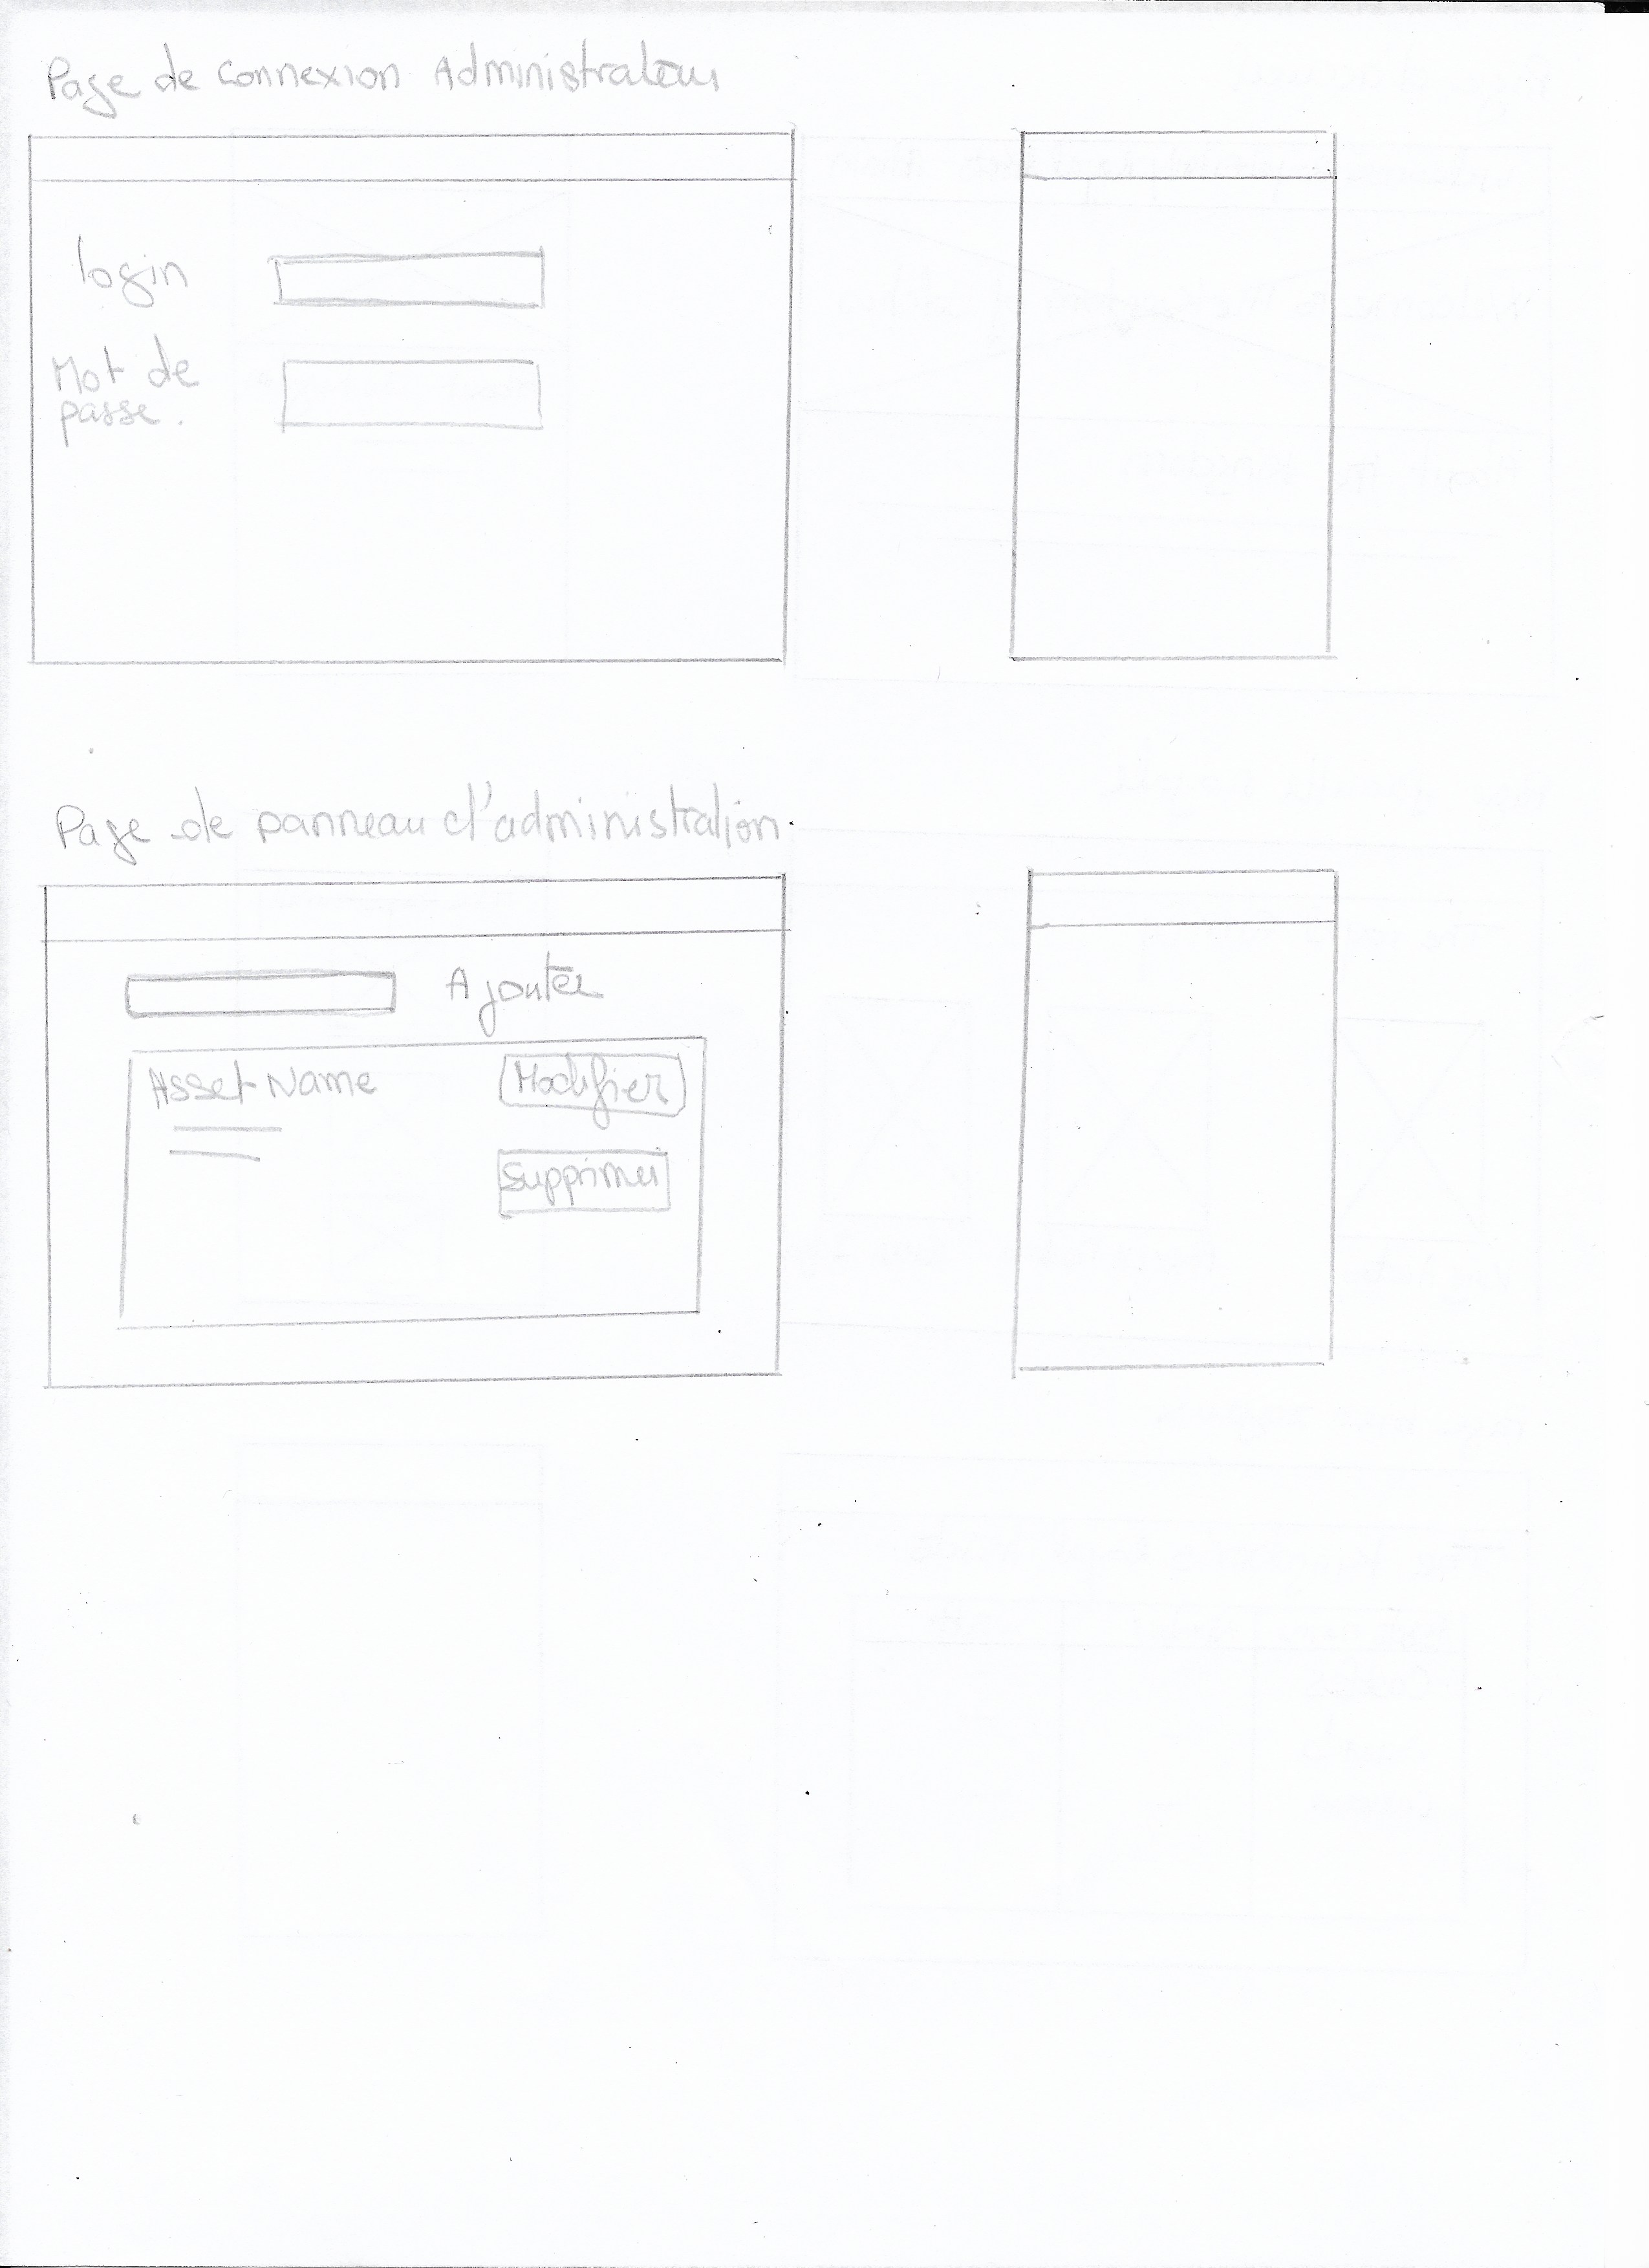 Page de connexion Administrateur
login
Mot de
passe.
Page de panneau d'administration
Ajouter
Asset Name
Modifier
Supprimer